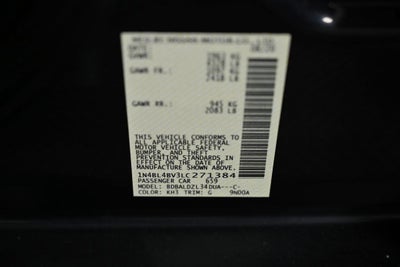 GAWR
GAWR FR
945 KG
2083 LB
THIS VEHICLE CONFORMS TO
ALL APPLICABLE FEDERAL
MOTOR VEHICLE SAFETY,
BUMPER, AND THEFT
PREVENTION STANDARDS
IN EFFECT ON THE DATE OF
MANUFACTURE SHOWN ABOVE.
1N4BL4BV3LC271384
PASSENGER CAR 659
MODEL: BDBALDZL34DUA---C-
COLOR: KH3 TRIM: G 9N00A